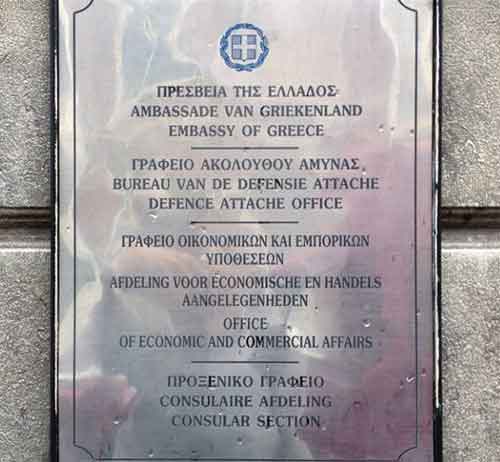 ΠΡΕΣΒΕΙΑ ΤΗΣ ΕΛΛΑΔΟΣ
AMBASSADE VAN GRIEKENLAND
EMBASSY OF GREECE
ΓΡΑΦΕΙΟ ΑΚΟΛΟΥΘΟΥ ΑΜΥΝΑΣ
BUREAU VAN DE DEFENSIE ATTACHE
DEFENCE ATTACHE OFFICE
ΓΡΑΦΕΙΟ ΟΙΚΟΝΟΜΙΚΩΝ ΚΑΙ ΕΜΠΟΡΙΚΩΝ
ΥΠΟΘΕΣΕΩΝ
AFDELING VOOR ECONOMISCHE EN HANDELS
AANGELEGENHEDEN
OFFICE
OF ECONOMIC AND COMMERCIAL AFFAIRS
ΠΡΟΞΕΝΙΚΟ ΓΡΑΦΕΙΟ
CONSULAIRE AFDELING
CONSULAR SECTION